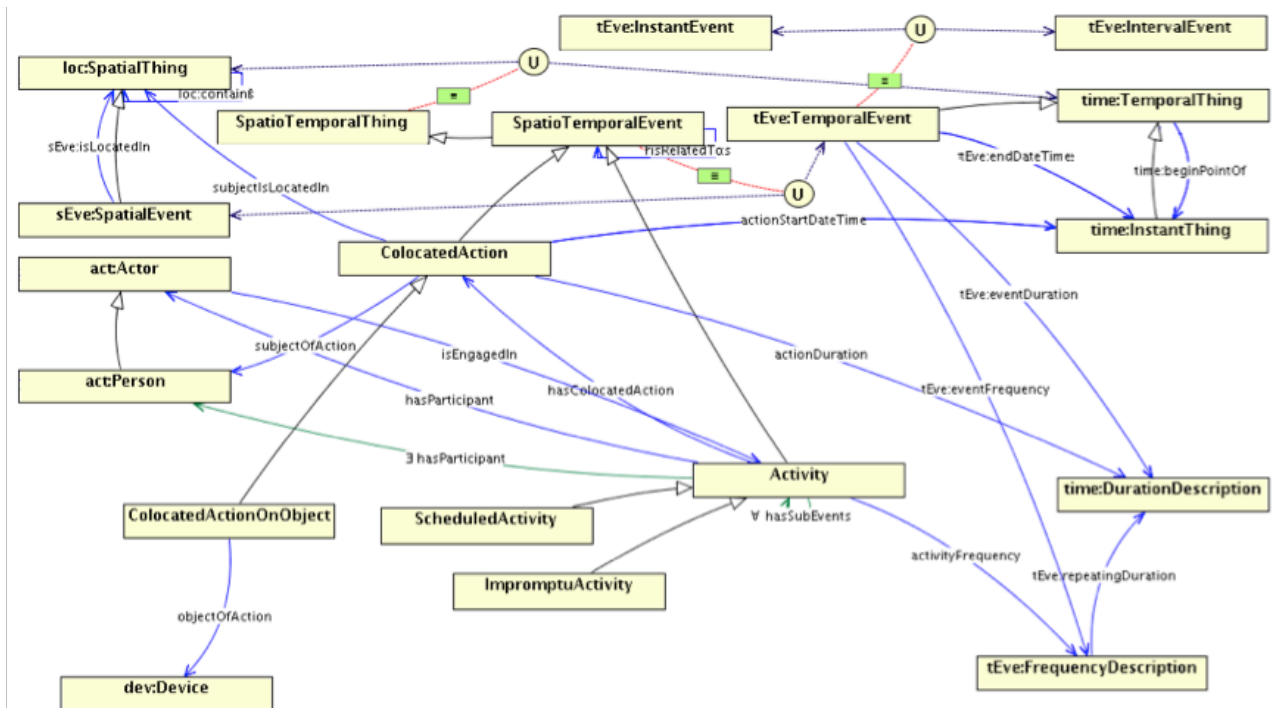 tEve:InstantEvent
U
tEve:IntervalEvent
loc:SpatialThing
U
≡
loc:contains
≡
time:TemporalThing
SpatioTemporalThing
SpatioTemporalEvent
tEve:TemporalEvent
sEve:isLocatedIn
tEve:endDateTime
time:beginPointOf
≡
subjectIsLocatedIn
U
sEve:SpatialEvent
actionStartDateTime
time:InstantThing
ColocatedAction
act:Actor
tEve:eventDuration
subjectOfAction
isEngagedIn
actionDuration
act:Person
hasColocatedAction
tEve:eventFrequency
hasParticipant
∃ hasParticipant
Activity
time:DurationDescription
ColocatedActionOnObject
ScheduledActivity
∀ hasSubEvents
activityFrequency
ImpromptuActivity
tEve:repeatingDuration
objectOfAction
tEve:FrequencyDescription
dev:Device